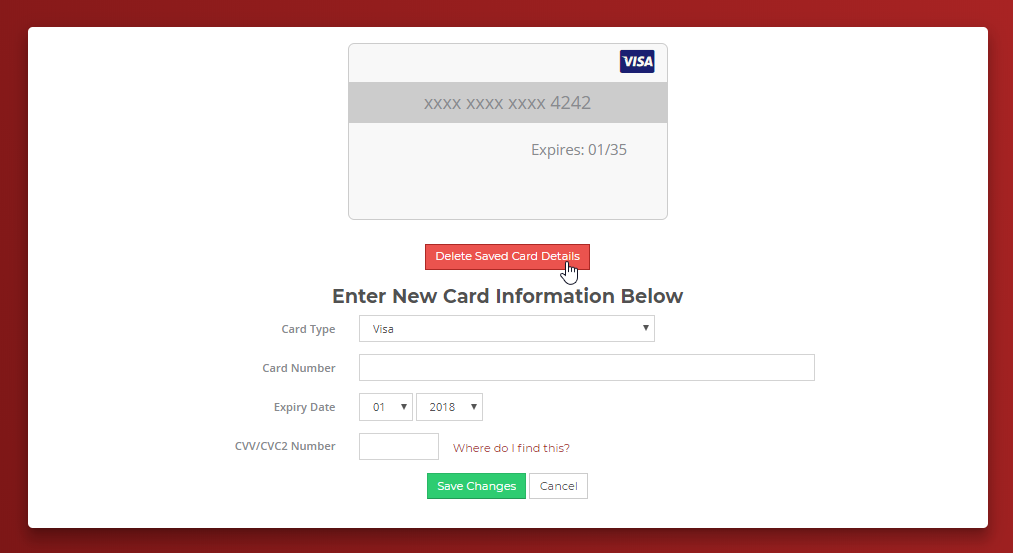 VISA
xxxx xxxx xxxx 4242
Expires: 01/35
Delete Saved Card Details
Enter New Card Information Below
Card Type Visa
Card Number
Expiry Date 01 2018
CVV/CVC2 Number Where do I find this?
Save Changes Cancel